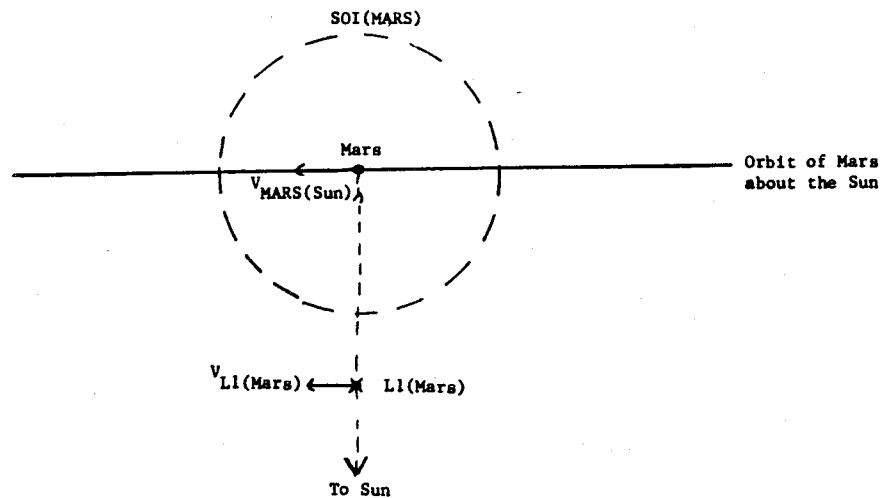 SOI(MARS)
Mars
Orbit of Mars
about the Sun
VMARS(Sun)
VL1(Mars)
L1(Mars)
To Sun